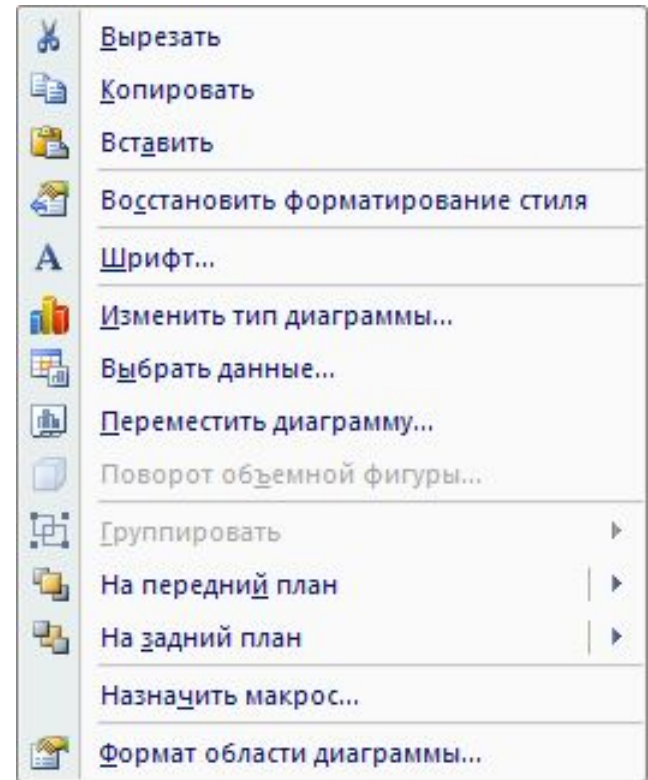 Вырезать
Копировать
Вставить
Восстановить форматирование стиля
Шрифт...
Изменить тип диаграммы...
Выбрать данные...
Переместить диаграмму...
Поворот объемной фигуры...
Группировать
На передний план
На задний план
Назначить макрос...
Формат области диаграммы...